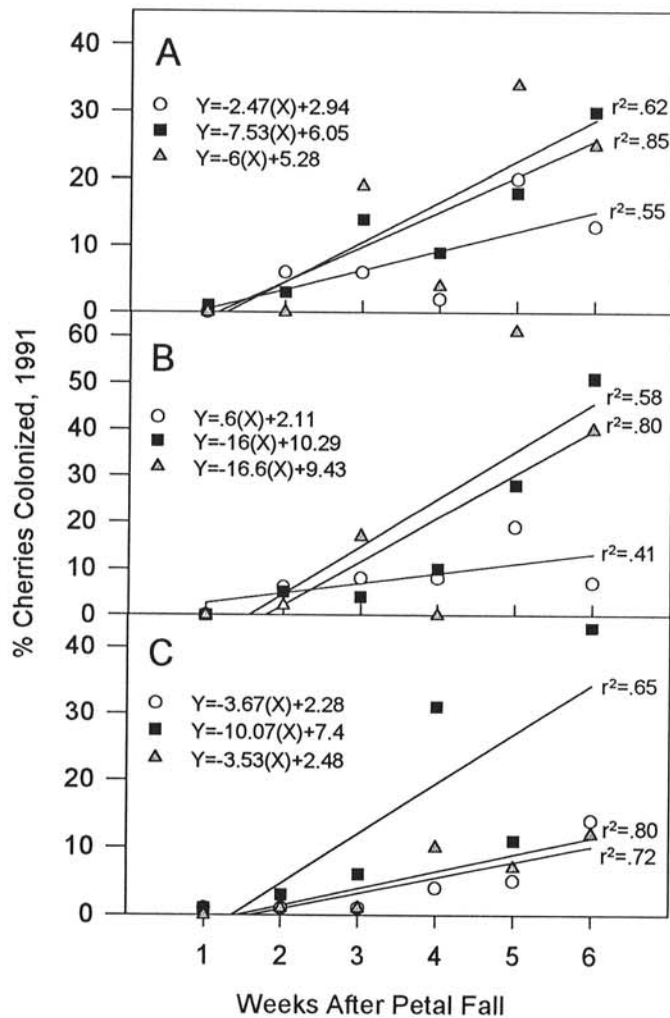 % Cherries Colonized, 1991
A
40
30
20
10
0
Y=-2.47(X)+2.94
Y=-7.53(X)+6.05
Y=-6(X)+5.28
r²=.62
r²=.85
r²=.55
B
60
50
40
30
20
10
0
Y=.6(X)+2.11
Y=-16(X)+10.29
Y=-16.6(X)+9.43
r²=.58
r²=.80
r²=.41
C
40
30
20
10
0
Y=-3.67(X)+2.28
Y=-10.07(X)+7.4
Y=-3.53(X)+2.48
r²=.65
r²=.80
r²=.72
1 2 3 4 5 6
Weeks After Petal Fall